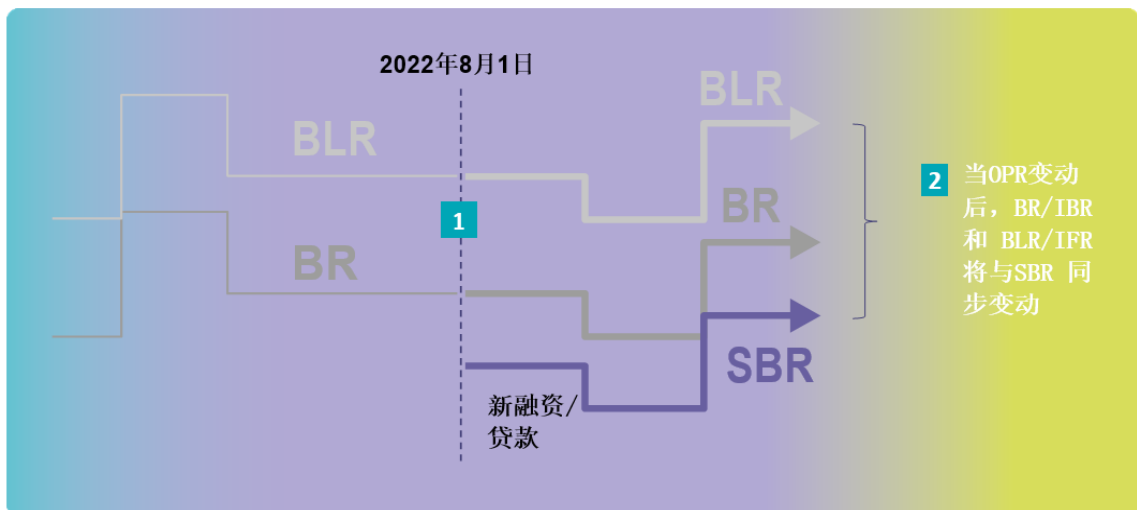 2022年8月1日
BLR
BLR
1
BR
BR
SBR
新融资/
贷款
2
当OPR变动
后，BR/IBR
和 BLR/IFR
将与SBR 同
步变动